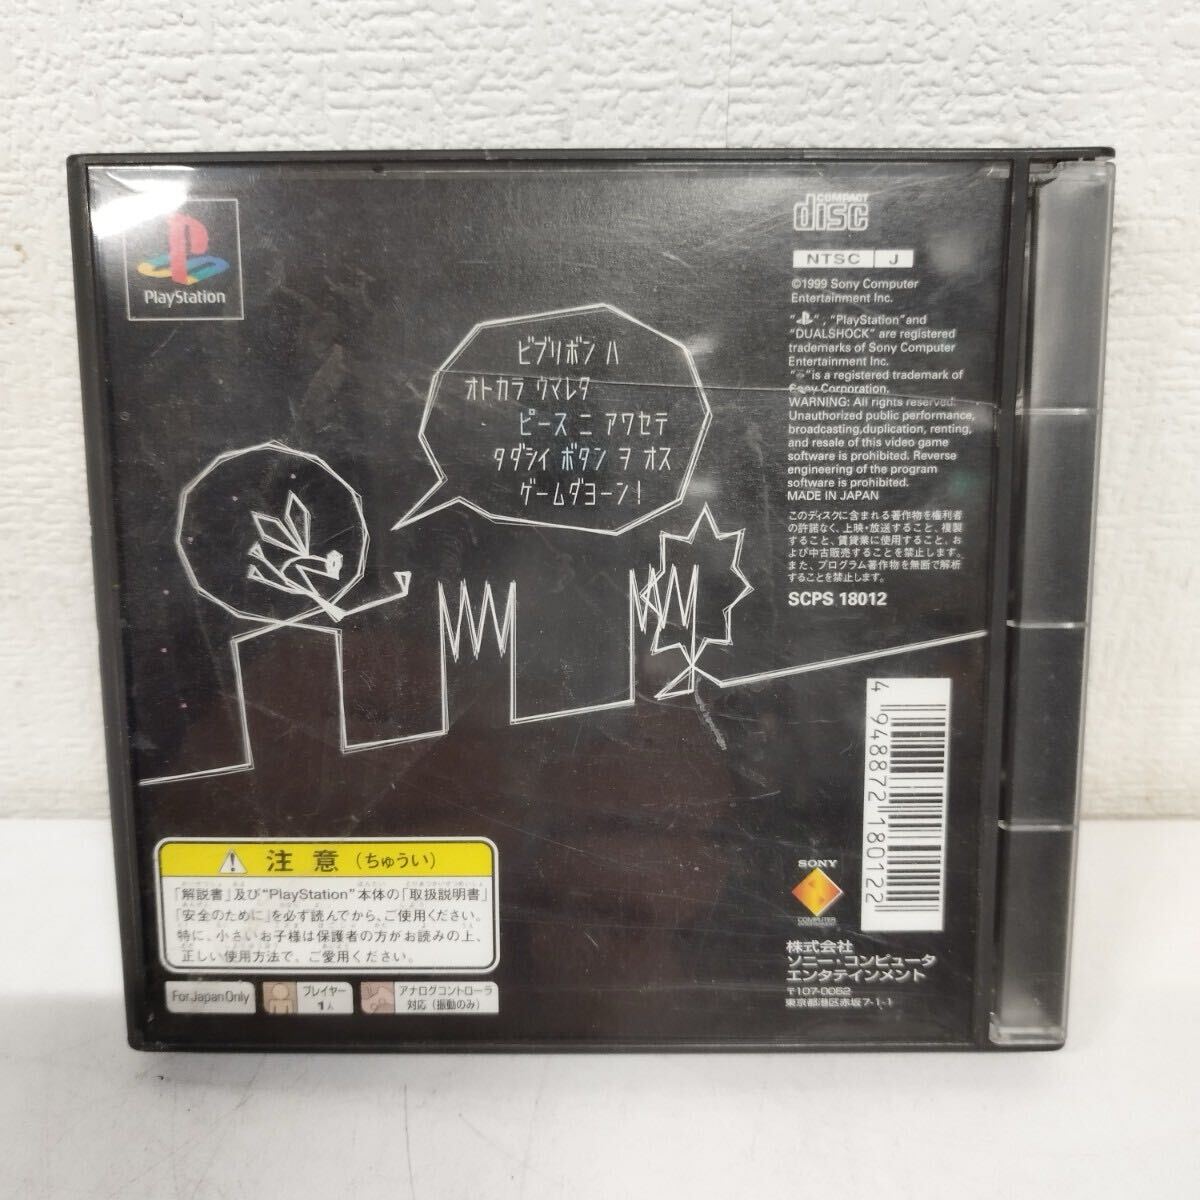 PlayStation
COMPACT
disc
NTSC J
©1999 Sony Computer
Entertainment Inc.
" ", "PlayStation" and
"DUALSHOCK" are registered
trademarks of Sony Computer
Entertainment Inc.
" " is a registered trademark of
Sony Corporation.
WARNING: All rights reserved.
Unauthorized public performance,
broadcasting,duplication, renting,
and resale of this video game
software is prohibited. Reverse
engineering of the program
software is prohibited.
MADE IN JAPAN
このディスクに含まれる著作物を権利者
の許諾なく、上映・放送すること、複製
すること、賃貸業に使用すること、お
よび中古販売することを禁止します。
また、プログラム著作物を無断で解析
することを禁止します。
SCPS 18012
ビブリボン ハ
オトカラ ウマレタ
ピース ニ アワセテ
タダシイ ボタン ヲ オス
ゲームダヨーン!
4 948872 180122
注意(ちゅうい)
「解説書」及び"PlayStation"本体の「取扱説明書」
「安全のために」を必ず読んでから、ご使用ください。
特に、小さいお子様は保護者の方がお読みの上、
正しい使用方法で、ご愛用ください。
For Japan Only
プレイヤー
1人
アナログコントローラ
対応(振動のみ)
SONY
COMPUTER
ENTERTAINMENT
株式会社
ソニー・コンピュータ
エンタテインメント
〒107-0052
東京都港区赤坂7-1-1